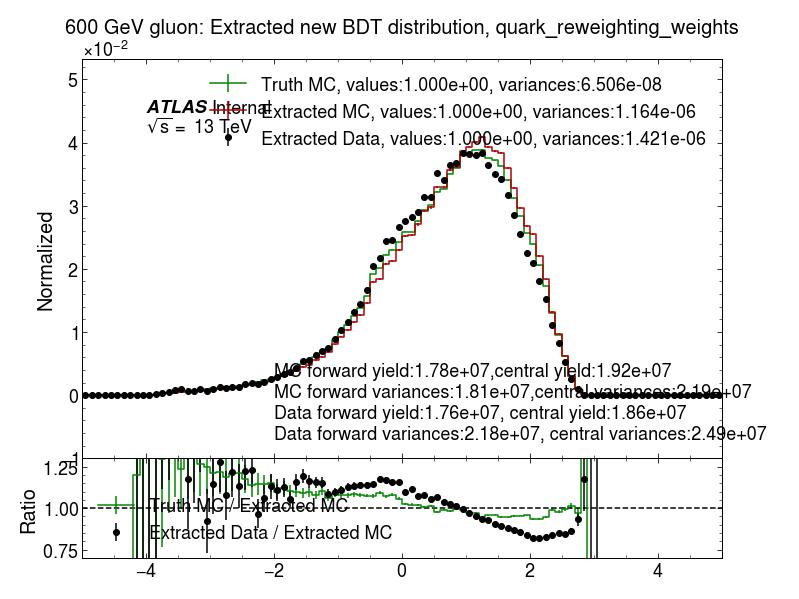 600 GeV gluon: Extracted new BDT distribution, quark_reweighting_weights
×10⁻²
Truth MC, values:1.000e+00, variances:6.506e-08
ATLAS Internal
Extracted MC, values:1.000e+00, variances:1.164e-06
√s = 13 TeV
Extracted Data, values:1.000e+00, variances:1.421e-06
5
4
3
2
1
0
Normalized
MC forward yield:1.78e+07,central yield:1.92e+07
MC forward variances:1.81e+07,central variances:2.19e+07
Data forward yield:1.76e+07, central yield:1.86e+07
Data forward variances:2.18e+07, central variances:2.49e+07
1.25
1.00
0.75
Ratio
Truth MC / Extracted MC
Extracted Data / Extracted MC
−4 −2 0 2 4